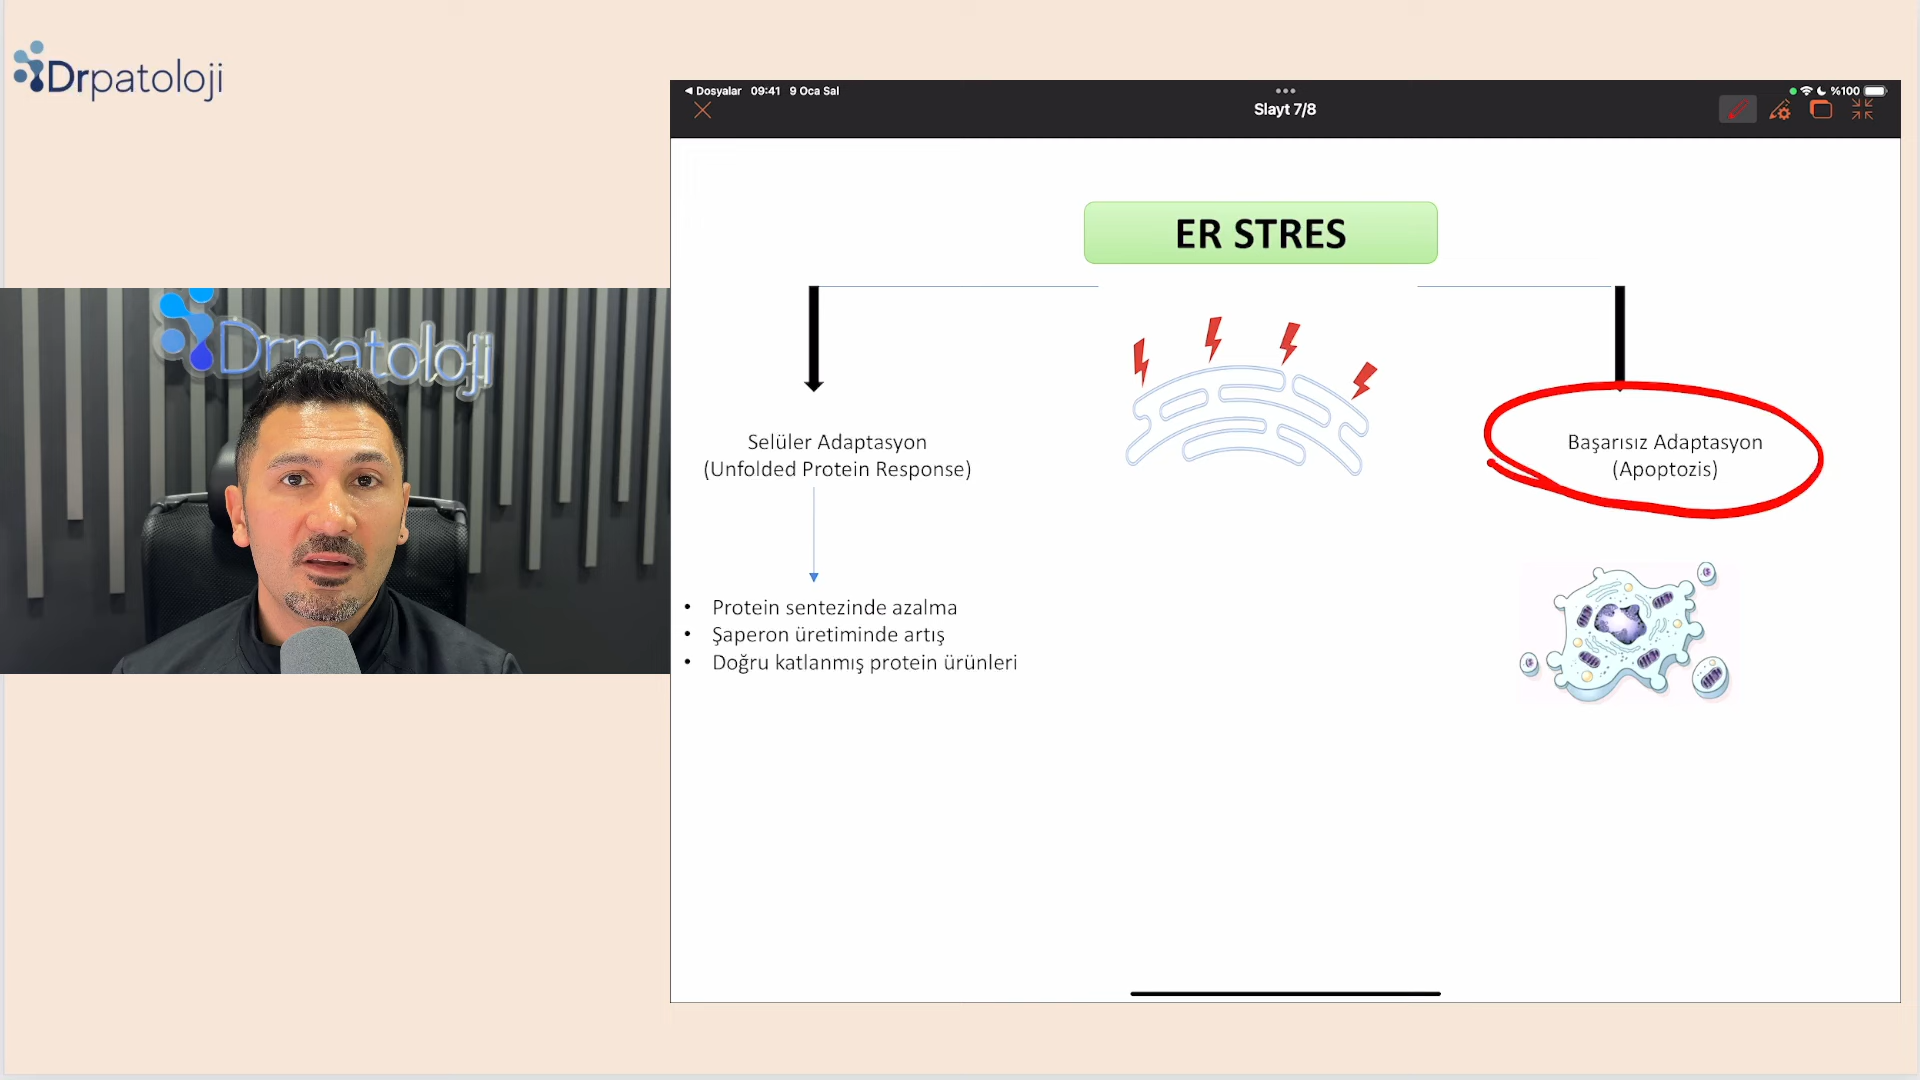 Drpatoloji
Dosyalar 09:41 9 Oca Sal
%100
Slayt 7/8
ER STRES
Drpatoloji
Selüler Adaptasyon
(Unfolded Protein Response)
Başarısız Adaptasyon
(Apoptozis)
• Protein sentezinde azalma
• Şaperon üretiminde artış
• Doğru katlanmış protein ürünleri